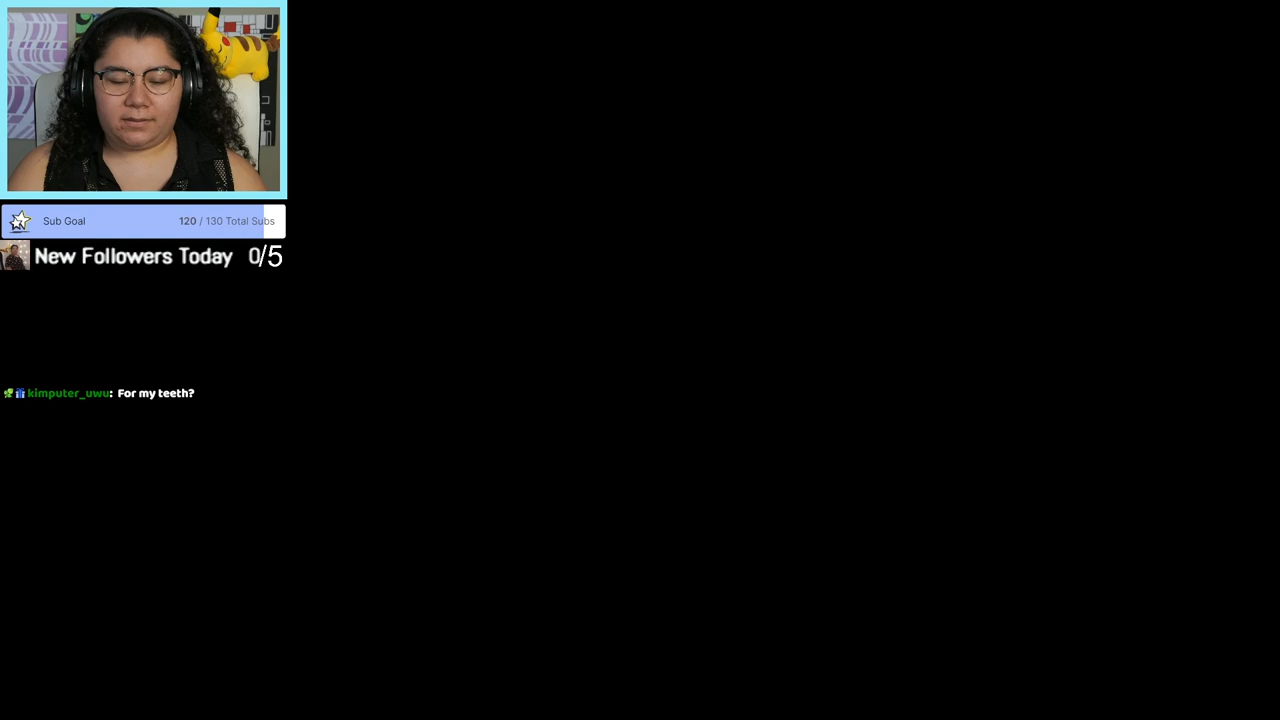 Sub Goal 120 / 130 Total Subs
New Followers Today 0/5
kimputer_uwu: For my teeth?